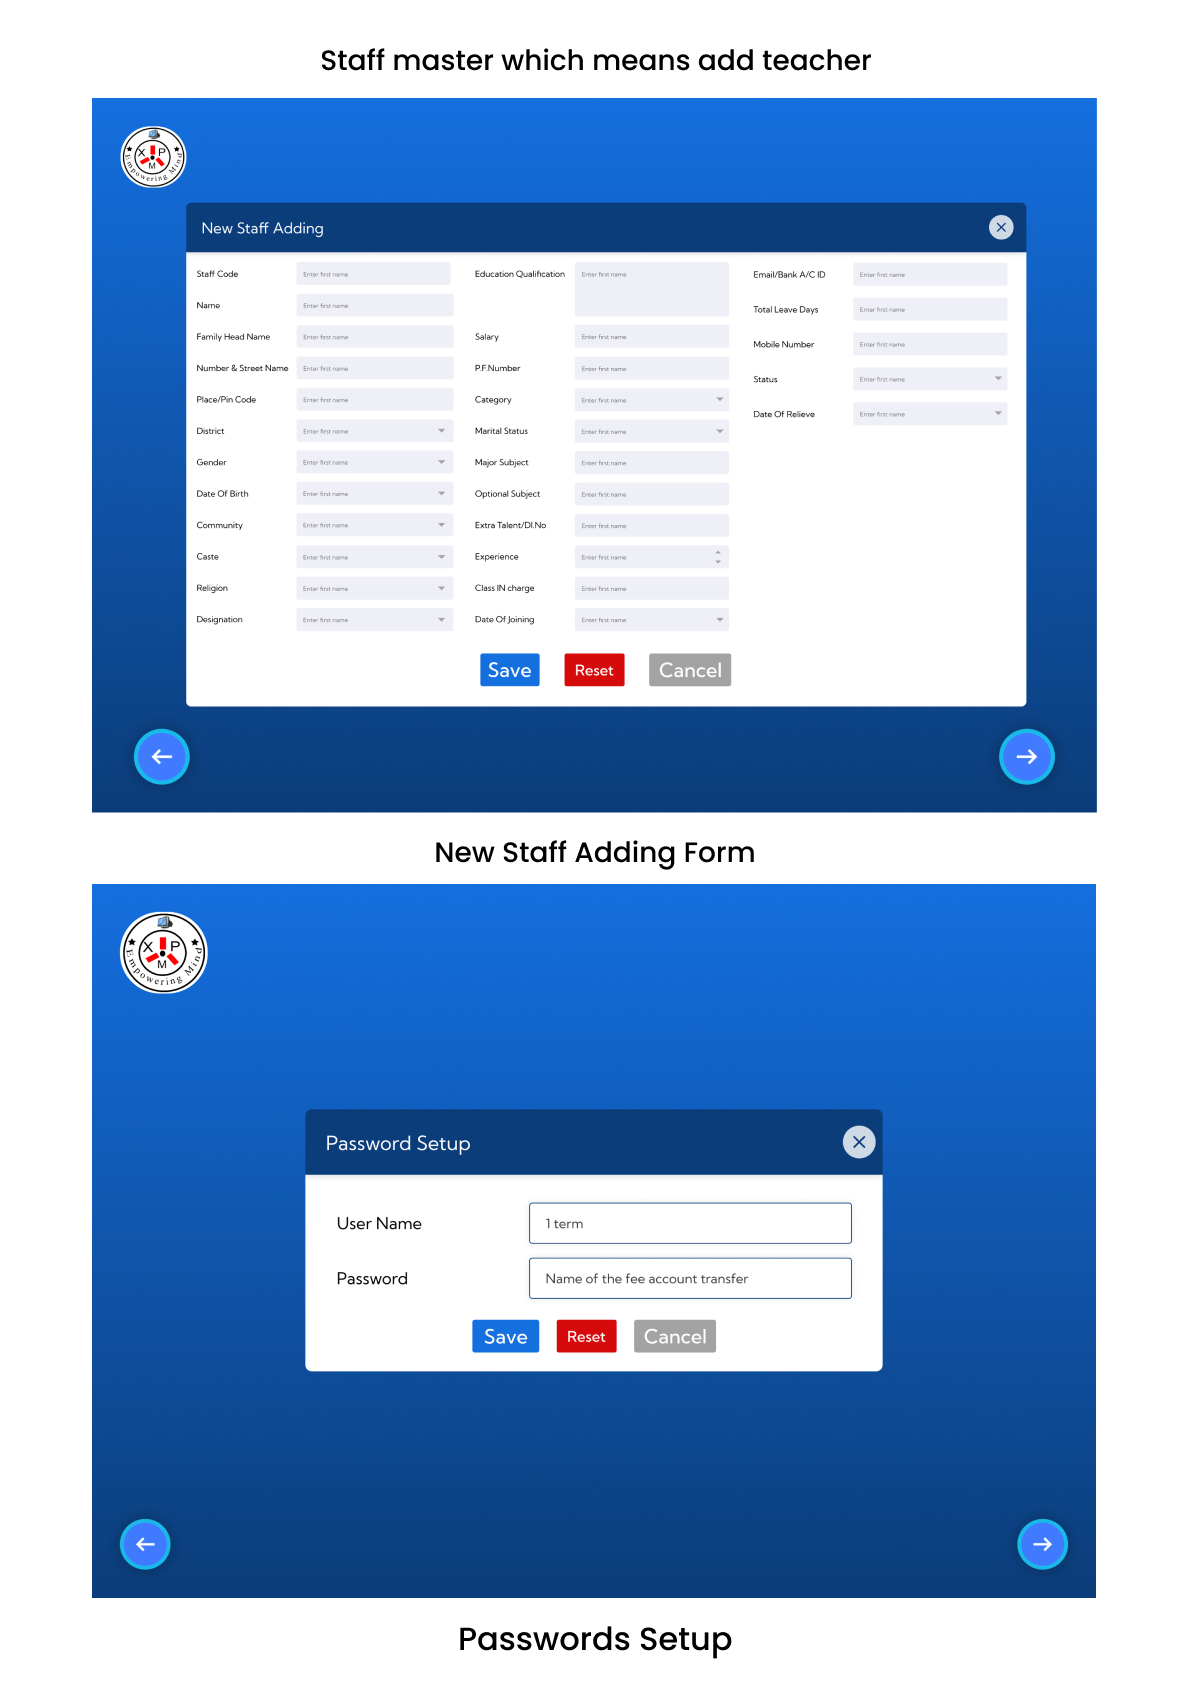 Staff master which means add teacher
X P
M
Empowering Mind
New Staff Adding
Staff Code Enter first name
Name Enter first name
Family Head Name Enter first name
Number & Street Name Enter first name
Place/Pin Code Enter first name
District Enter first name
Gender Enter first name
Date Of Birth Enter first name
Community Enter first name
Caste Enter first name
Religion Enter first name
Designation Enter first name
Education Qualification Enter first name
Salary Enter first name
P.F.Number Enter first name
Category Enter first name
Marital Status Enter first name
Major Subject Enter first name
Optional Subject Enter first name
Extra Talent/Dl.No Enter first name
Experience Enter first name
Class IN charge Enter first name
Date Of Joining Enter first name
Email/Bank A/C ID Enter first name
Total Leave Days Enter first name
Mobile Number Enter first name
Status Enter first name
Date Of Relieve Enter first name
Save Reset Cancel
New Staff Adding Form
X P
M
Empowering Mind
Password Setup
User Name 1 term
Password Name of the fee account transfer
Save Reset Cancel
Passwords Setup